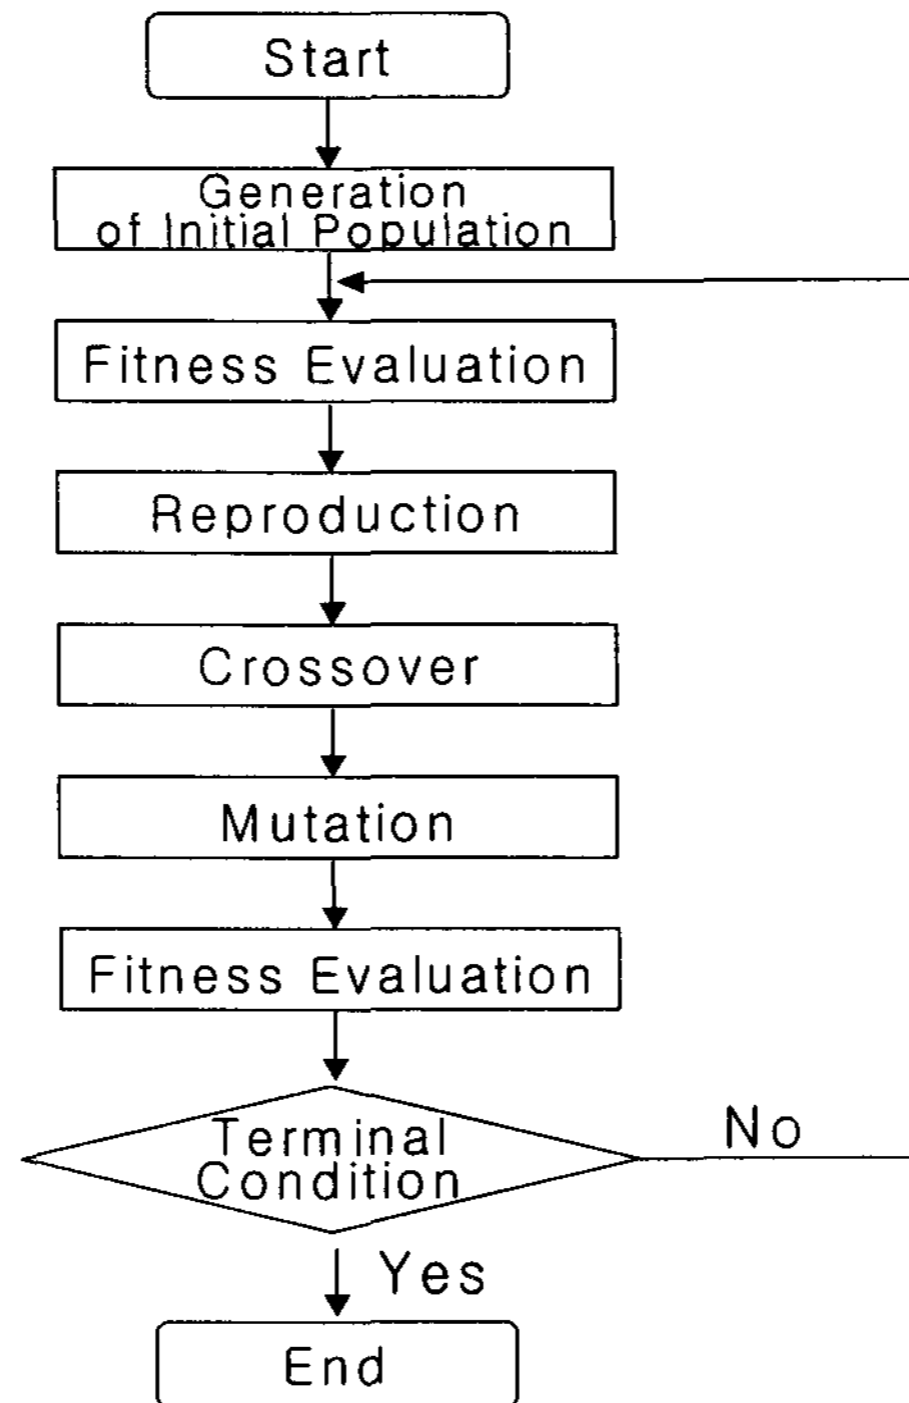 Start
Generation
of Initial Population
Fitness Evaluation
Reproduction
Crossover
Mutation
Fitness Evaluation
Terminal
Condition
No
Yes
End